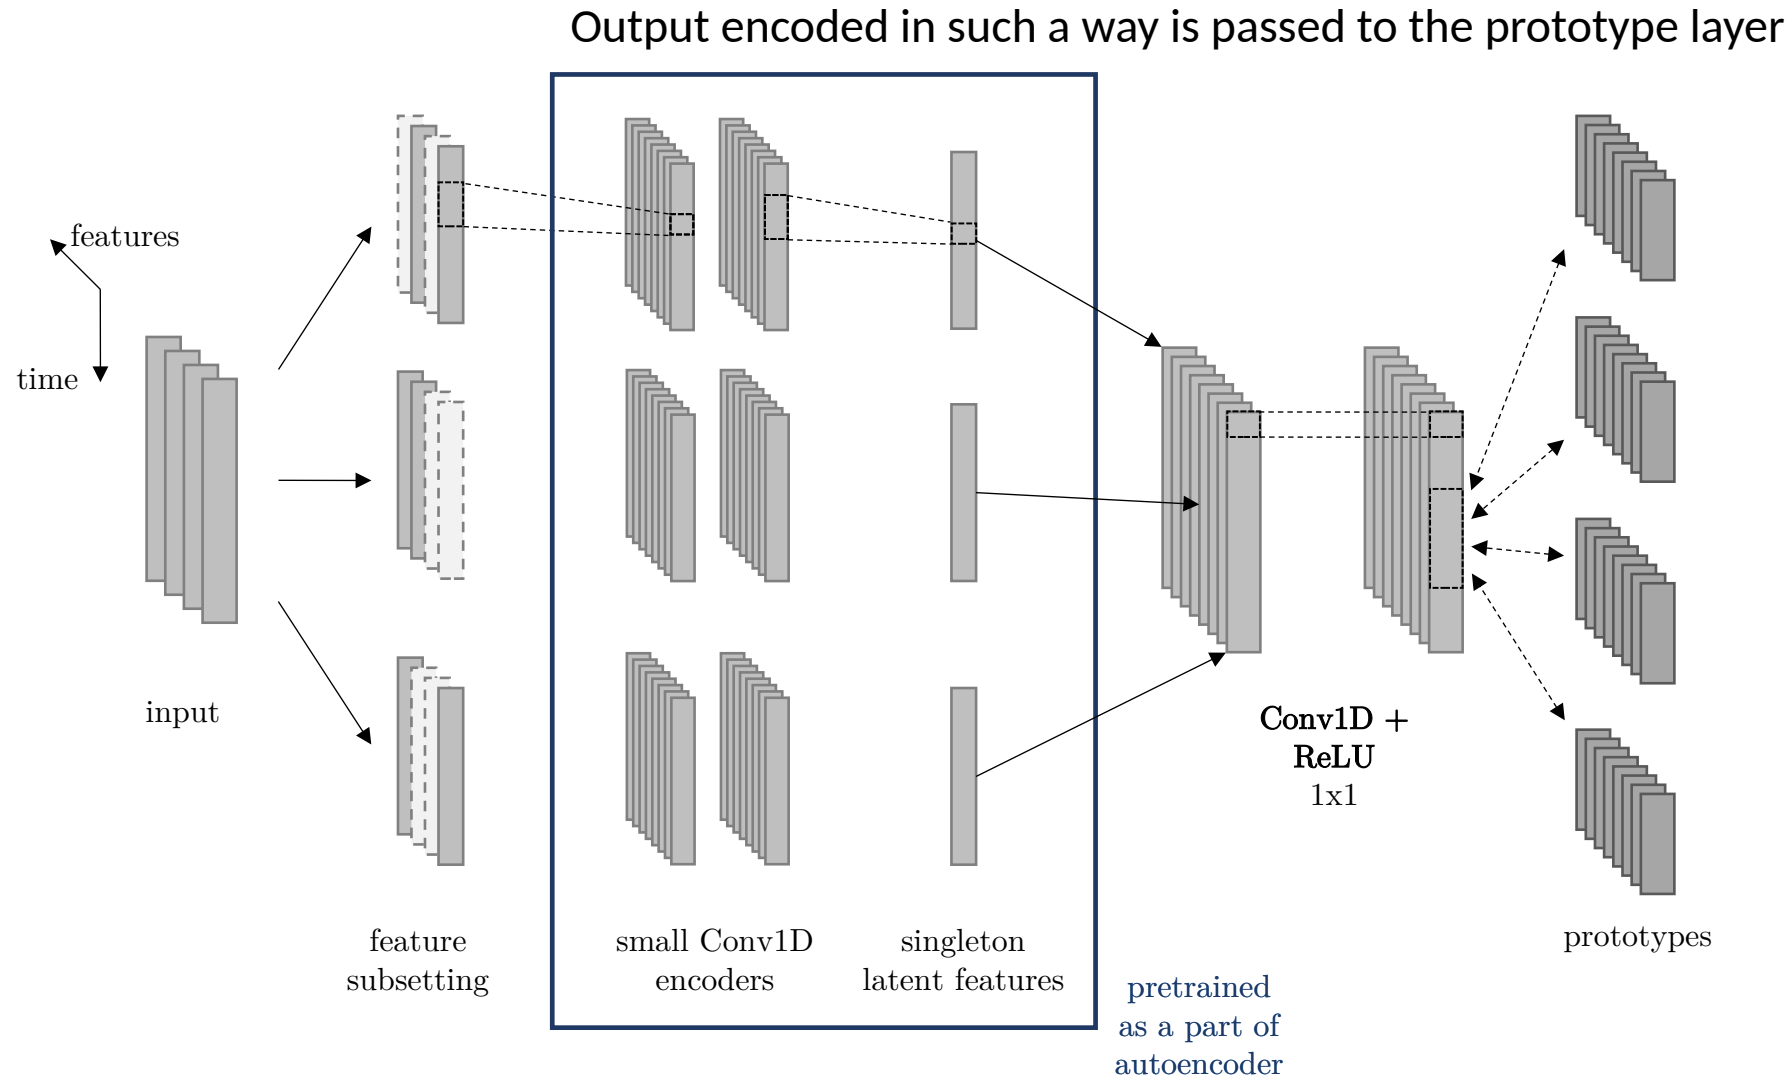 Output encoded in such a way is passed to the prototype layer
features
time
input
feature
subsetting
small Conv1D
encoders
singleton
latent features
pretrained
as a part of
autoencoder
Conv1D +
ReLU
1x1
prototypes